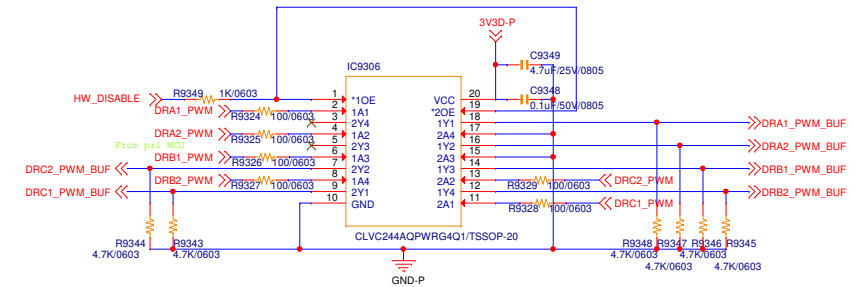 3V3D-P
C9349
4.7uF/25V/0805
IC9306
C9348
0.1uF/50V/0805
HW_DISABLE
R9349
1K/0603
1
*1OE
VCC
20
DRA1_PWM
R9324
100/0603
2
1A1
*2OE
19
3
2Y4
1Y1
18
DRA1_PWM_BUF
DRA2_PWM
R9325
100/0603
4
1A2
2A4
17
From pri MCU
5
2Y3
1Y2
16
DRA2_PWM_BUF
DRB1_PWM
R9326
100/0603
6
1A3
2A3
15
DRC2_PWM_BUF
7
2Y2
1Y3
14
DRB1_PWM_BUF
DRB2_PWM
R9327
100/0603
8
1A4
2A2
13
R9329
100/0603
DRC2_PWM
DRC1_PWM_BUF
9
2Y1
1Y4
12
DRB2_PWM_BUF
10
GND
2A1
11
R9328
100/0603
DRC1_PWM
CLVC244AQPWRG4Q1/TSSOP-20
R9344
4.7K/0603
R9343
4.7K/0603
R9348
4.7K/0603
R9347
4.7K/0603
R9346
4.7K/0603
R9345
4.7K/0603
GND-P